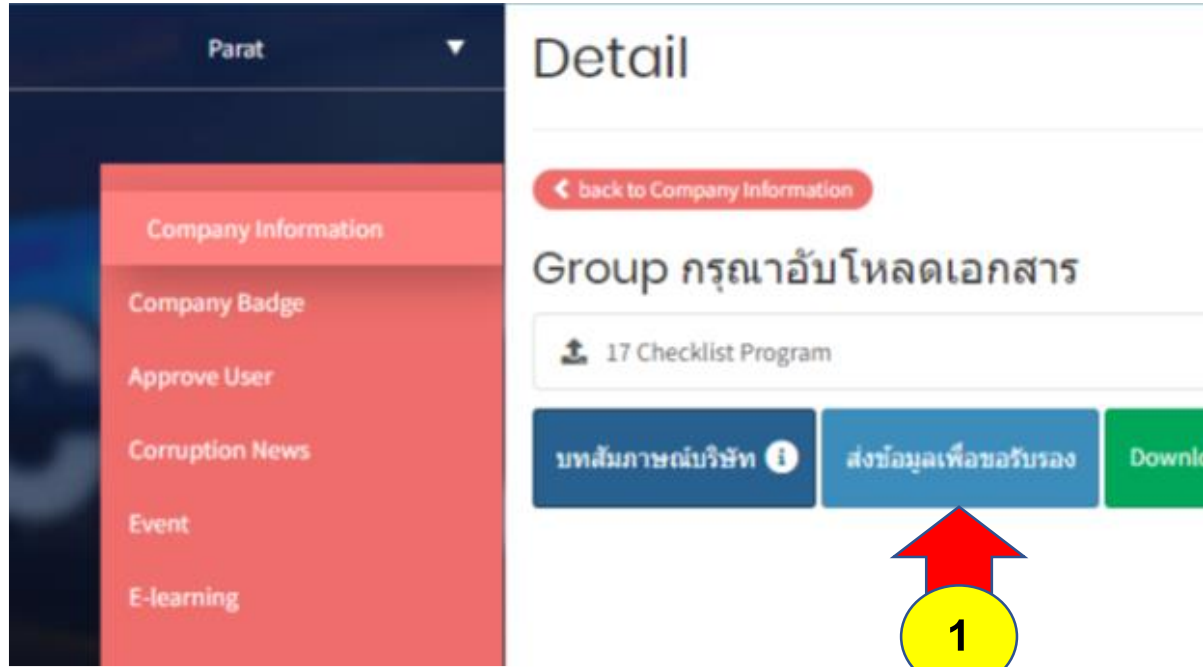 Parat
Detail
back to Company Information
Company Information
Group กรุณาอับโหลดเอกสาร
Company Badge
17 Checklist Program
Approve User
Corruption News
บทสัมภาษณ์บริษัท
ส่งข้อมูลเพื่อขอรับรอง
Event
E-learning
1